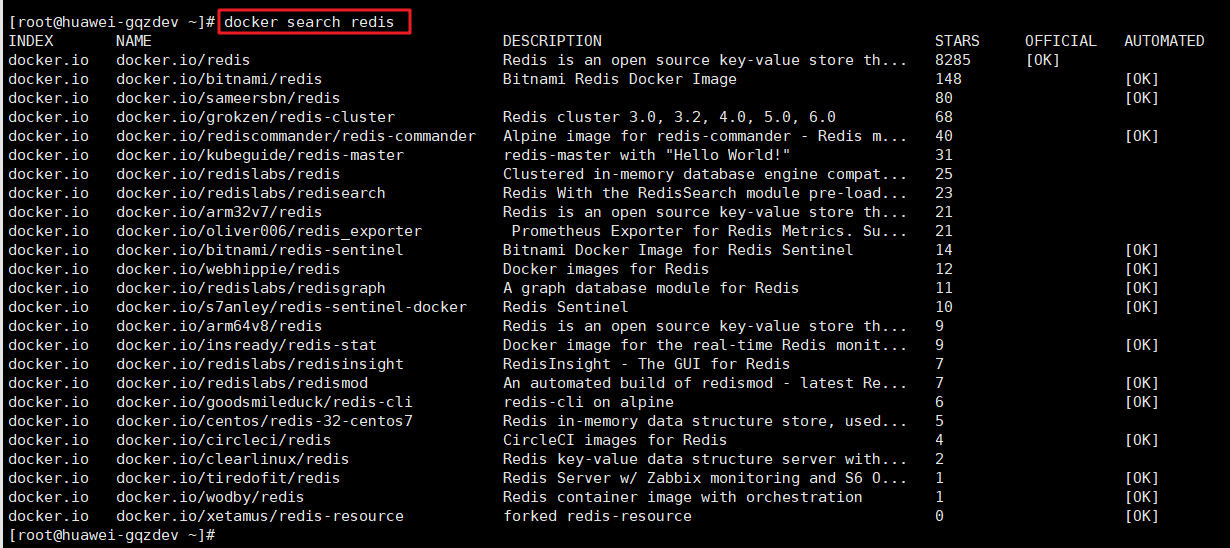 [root@huawei-gqzdev ~]# docker search redis
INDEX NAME DESCRIPTION STARS OFFICIAL AUTOMATED
docker.io docker.io/redis Redis is an open source key-value store th... 8285 [OK]
docker.io docker.io/bitnami/redis Bitnami Redis Docker Image 148 [OK]
docker.io docker.io/sameersbn/redis 80 [OK]
docker.io docker.io/grokzen/redis-cluster Redis cluster 3.0, 3.2, 4.0, 5.0, 6.0 68
docker.io docker.io/rediscommander/redis-commander Alpine image for redis-commander - Redis m... 40 [OK]
docker.io docker.io/kubeguide/redis-master redis-master with "Hello World!" 31
docker.io docker.io/redislabs/redis Clustered in-memory database engine compat... 25
docker.io docker.io/redislabs/redisearch Redis With the RedisSearch module pre-load... 23
docker.io docker.io/arm32v7/redis Redis is an open source key-value store th... 21
docker.io docker.io/oliver006/redis_exporter Prometheus Exporter for Redis Metrics. Su... 21
docker.io docker.io/bitnami/redis-sentinel Bitnami Docker Image for Redis Sentinel 14 [OK]
docker.io docker.io/webhippie/redis Docker images for Redis 12 [OK]
docker.io docker.io/redislabs/redisgraph A graph database module for Redis 11 [OK]
docker.io docker.io/s7anley/redis-sentinel-docker Redis Sentinel 10 [OK]
docker.io docker.io/arm64v8/redis Redis is an open source key-value store th... 9
docker.io docker.io/insready/redis-stat Docker image for the real-time Redis monit... 9 [OK]
docker.io docker.io/redislabs/redisinsight RedisInsight - The GUI for Redis 7
docker.io docker.io/redislabs/redismod An automated build of redismod - latest Re... 7 [OK]
docker.io docker.io/goodsmileduck/redis-cli redis-cli on alpine 6 [OK]
docker.io docker.io/centos/redis-32-centos7 Redis in-memory data structure store, used... 5
docker.io docker.io/circleci/redis CircleCI images for Redis 4 [OK]
docker.io docker.io/clearlinux/redis Redis key-value data structure server with... 2
docker.io docker.io/tiredofit/redis Redis Server w/ Zabbix monitoring and S6 O... 1 [OK]
docker.io docker.io/wodby/redis Redis container image with orchestration 1 [OK]
docker.io docker.io/xetamus/redis-resource forked redis-resource 0 [OK]
[root@huawei-gqzdev ~]#